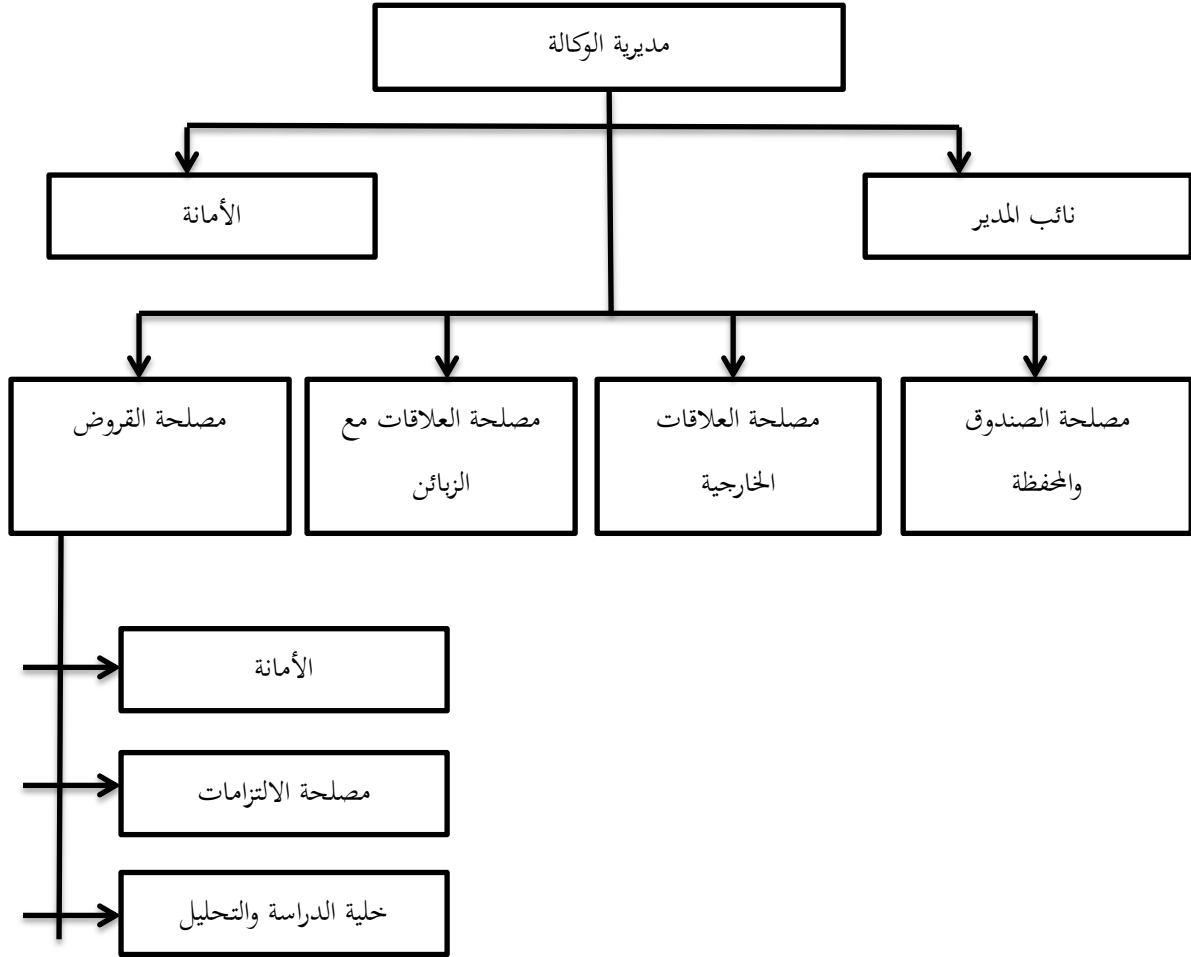 مديرية الوكالة
نائب المدير
الأمانة
مصلحة الصندوق
والمحفظة
مصلحة العلاقات
الخارجية
مصلحة العلاقات مع
الزبائن
مصلحة القروض
الأمانة
مصلحة الالتزامات
خلية الدراسة والتحليل